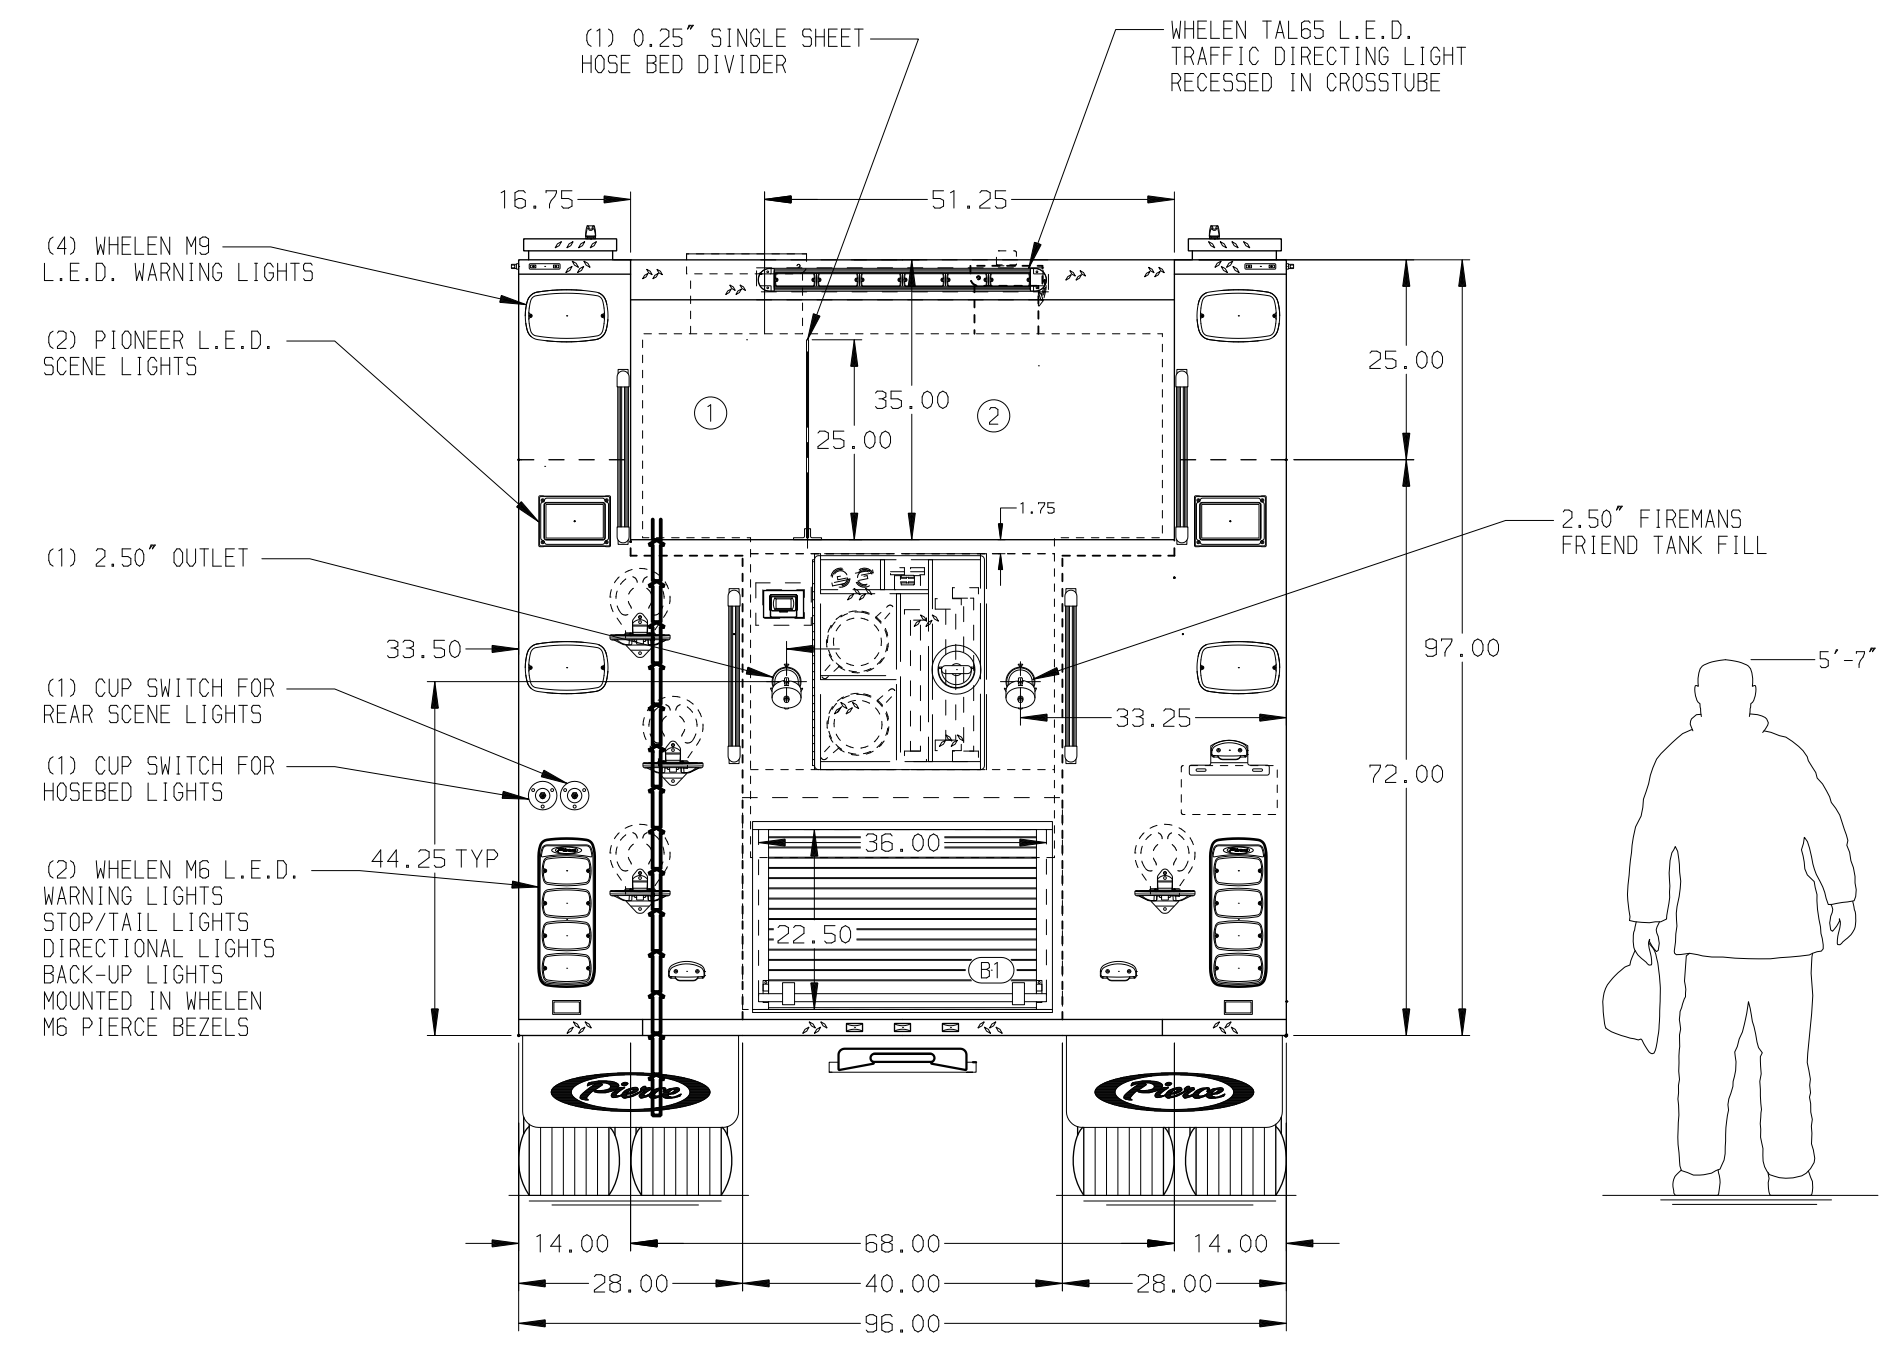 (1) 0.25" SINGLE SHEET
HOSE BED DIVIDER
WHELEN TAL65 L.E.D.
TRAFFIC DIRECTING LIGHT
RECESSED IN CROSSTUBE
16.75
51.25
(4) WHELEN M9
L.E.D. WARNING LIGHTS
(2) PIONEER L.E.D.
SCENE LIGHTS
25.00
35.00
1
2
25.00
1.75
2.50" FIREMANS
FRIEND TANK FILL
(1) 2.50" OUTLET
33.50
97.00
5'-7"
(1) CUP SWITCH FOR
REAR SCENE LIGHTS
33.25
(1) CUP SWITCH FOR
HOSEBED LIGHTS
72.00
36.00
44.25 TYP
Pierce
Pierce
(2) WHELEN M6 L.E.D.
WARNING LIGHTS
STOP/TAIL LIGHTS
DIRECTIONAL LIGHTS
BACK-UP LIGHTS
MOUNTED IN WHELEN
M6 PIERCE BEZELS
22.50
B1
Pierce
Pierce
14.00
68.00
14.00
28.00
40.00
28.00
96.00